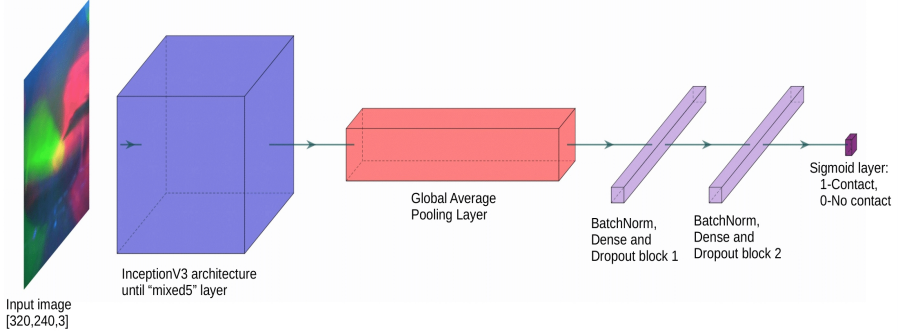 Input image
[320,240,3]
InceptionV3 architecture
until “mixed5” layer
Global Average
Pooling Layer
BatchNorm,
Dense and
Dropout block 1
BatchNorm,
Dense and
Dropout block 2
Sigmoid layer:
1-Contact,
0-No contact